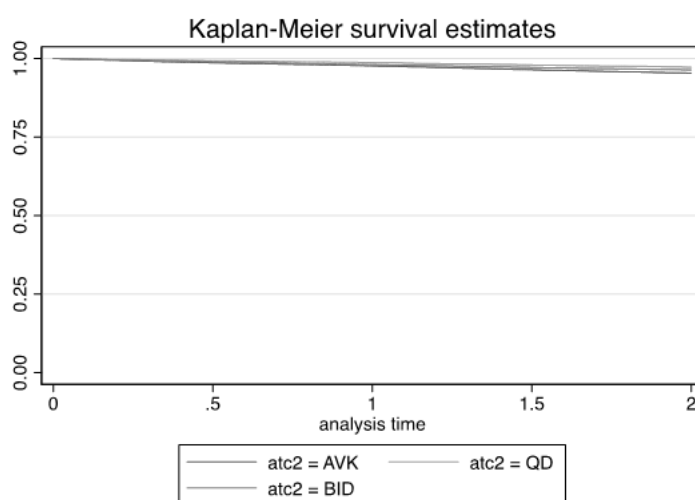 Kaplan-Meier survival estimates
1.00
0.75
0.50
0.25
0.00
0 .5 1 1.5 2
analysis time
atc2 = AVK atc2 = QD
atc2 = BID